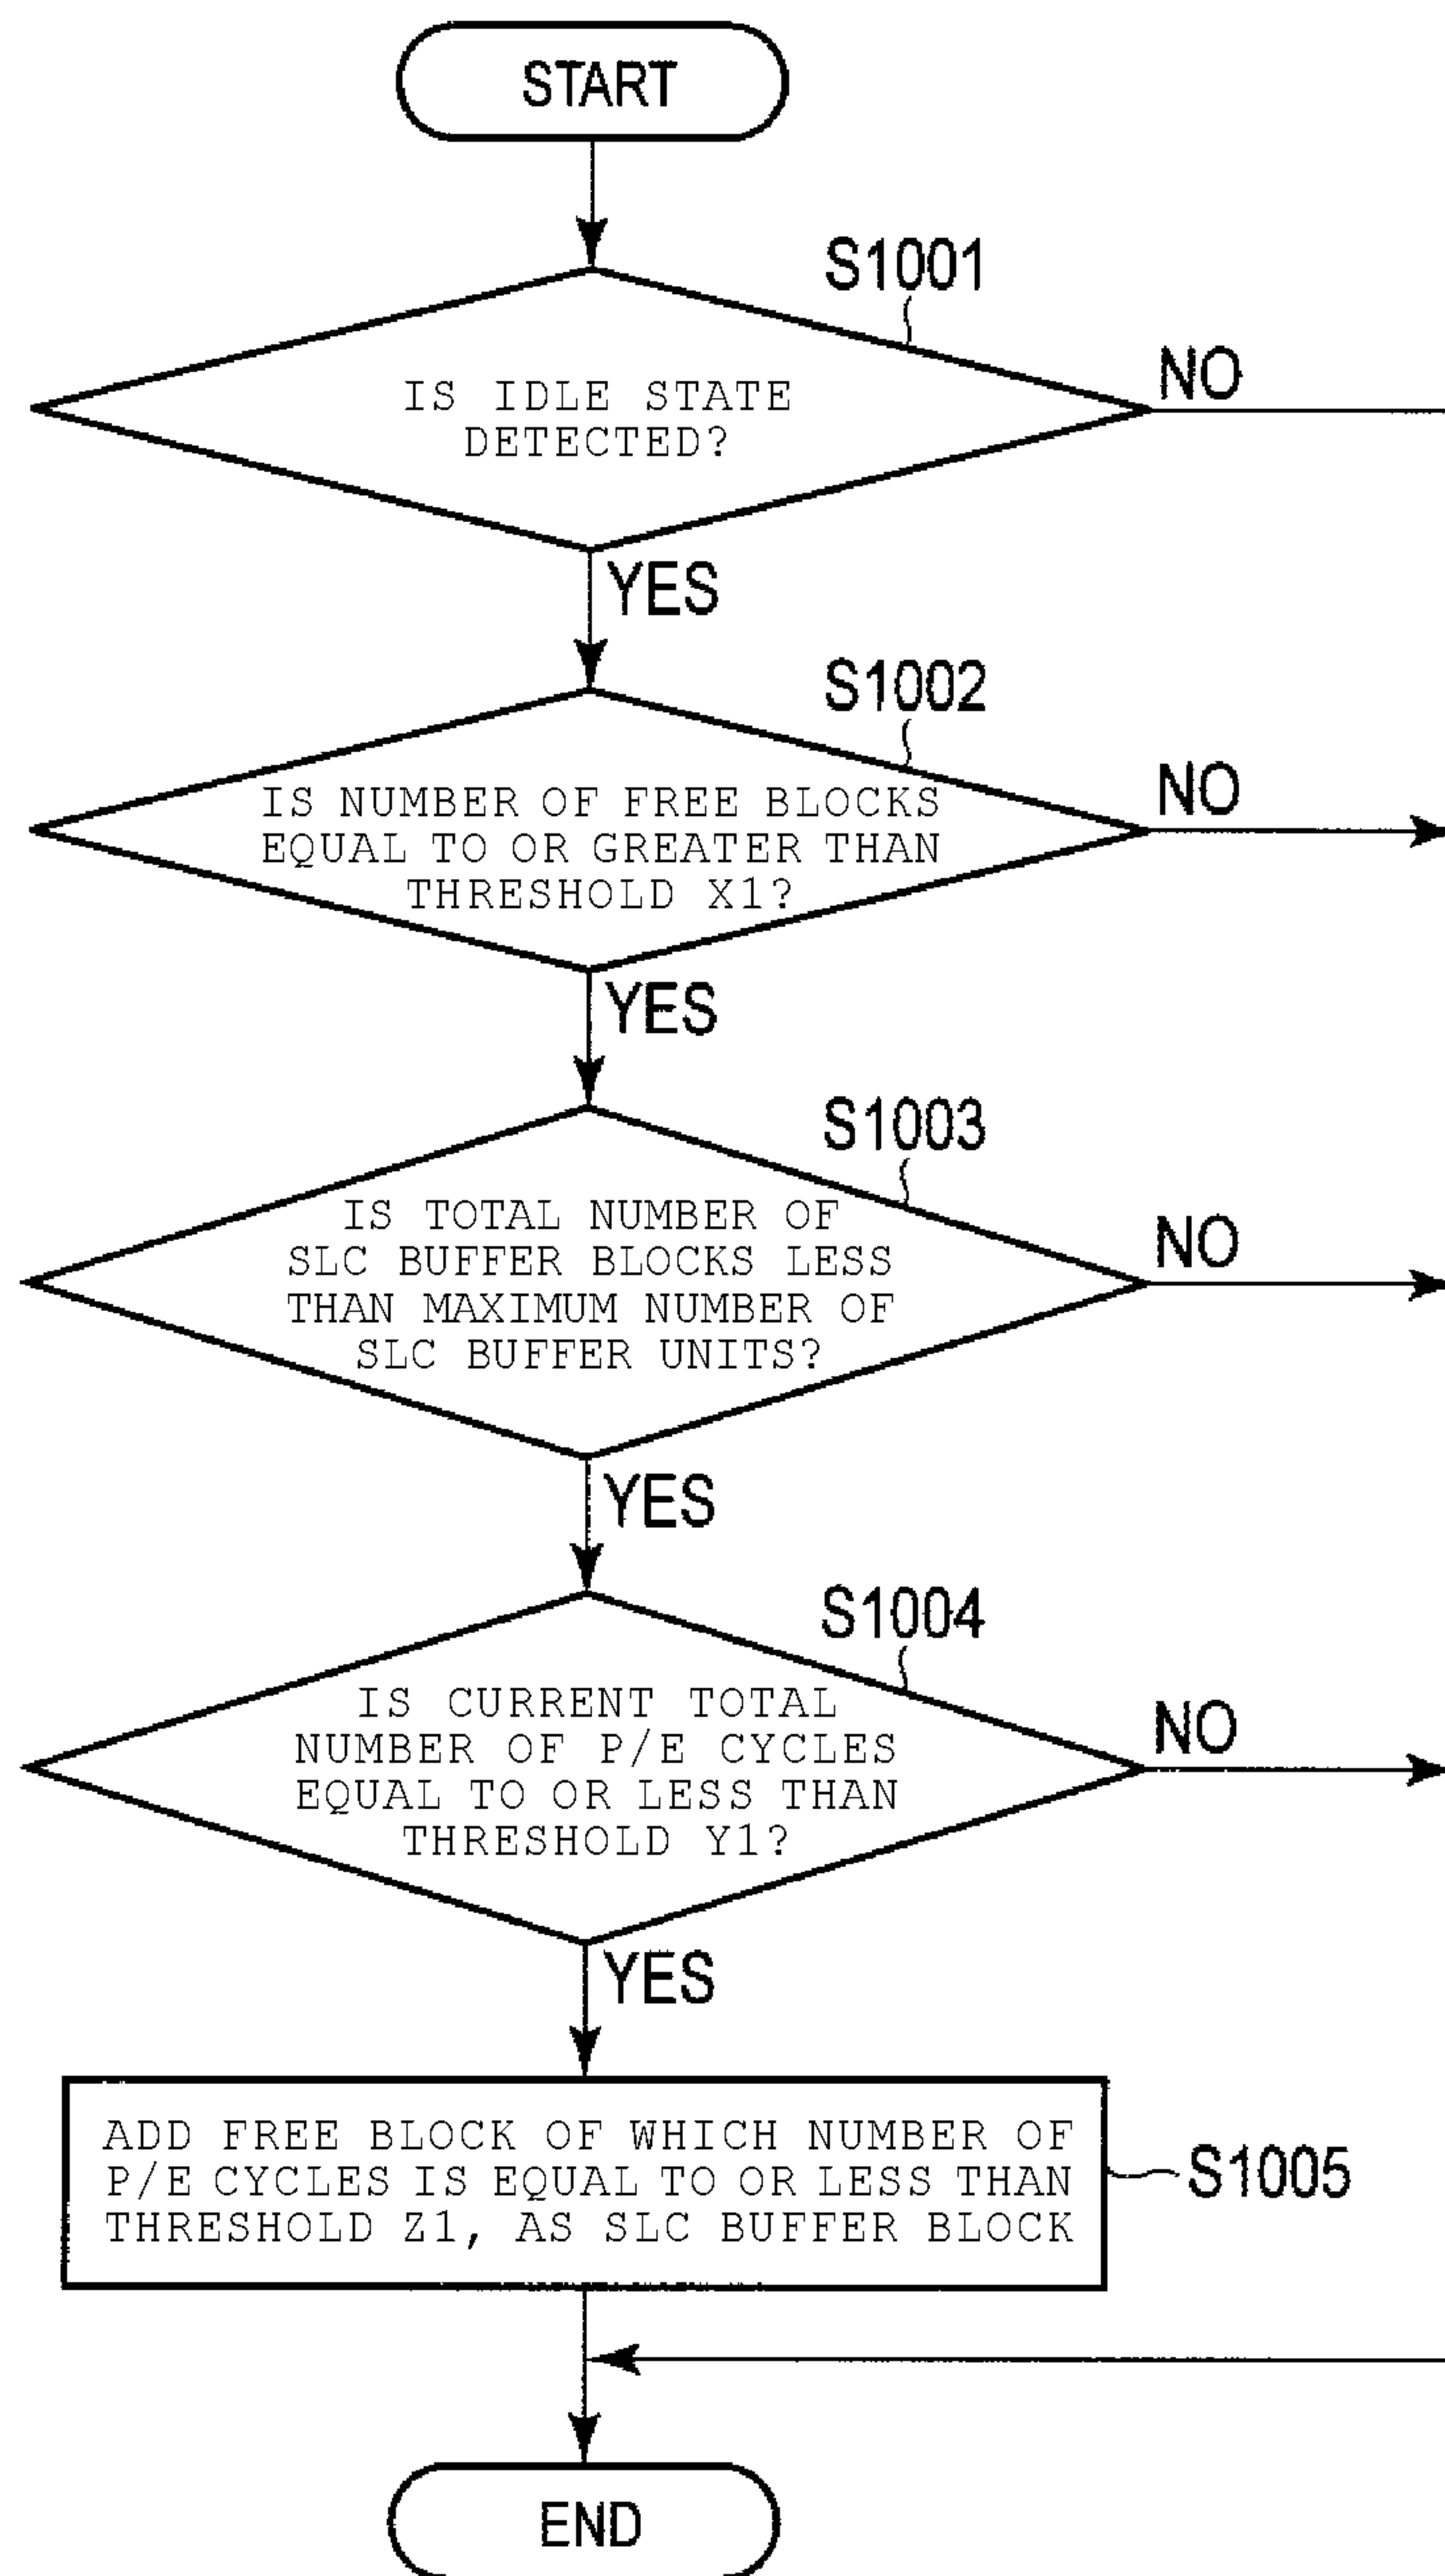 START
S1001
IS IDLE STATE
DETECTED?
NO
YES
S1002
IS NUMBER OF FREE BLOCKS
EQUAL TO OR GREATER THAN
THRESHOLD X1?
NO
YES
S1003
IS TOTAL NUMBER OF
SLC BUFFER BLOCKS LESS
THAN MAXIMUM NUMBER OF
SLC BUFFER UNITS?
NO
YES
S1004
IS CURRENT TOTAL
NUMBER OF P/E CYCLES
EQUAL TO OR LESS THAN
THRESHOLD Y1?
NO
YES
ADD FREE BLOCK OF WHICH NUMBER OF
P/E CYCLES IS EQUAL TO OR LESS THAN
THRESHOLD Z1, AS SLC BUFFER BLOCK
S1005
END